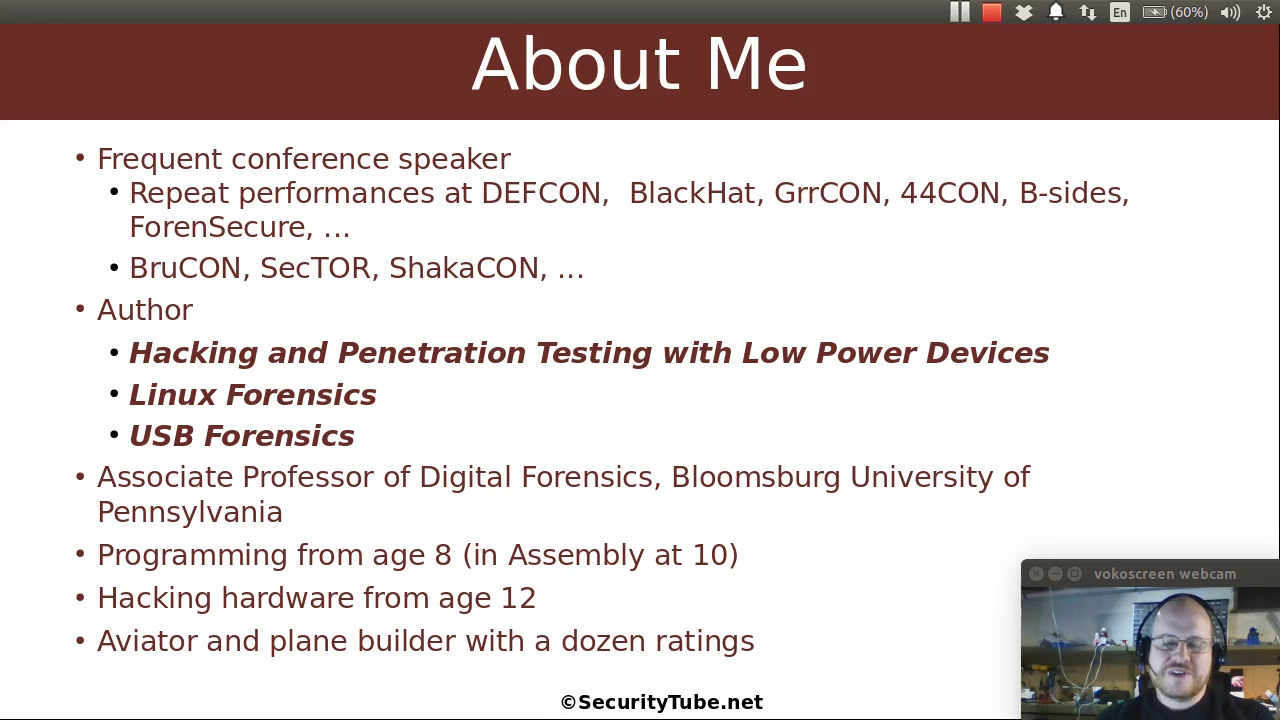 En (60%)
About Me
• Frequent conference speaker
• Repeat performances at DEFCON,  BlackHat, GrrCON, 44CON, B-sides,
ForenSecure, ...
• BruCON, SecTOR, ShakaCON, ...
• Author
• Hacking and Penetration Testing with Low Power Devices
• Linux Forensics
• USB Forensics
• Associate Professor of Digital Forensics, Bloomsburg University of
Pennsylvania
• Programming from age 8 (in Assembly at 10)
• Hacking hardware from age 12
• Aviator and plane builder with a dozen ratings
vokoscreen webcam
©SecurityTube.net